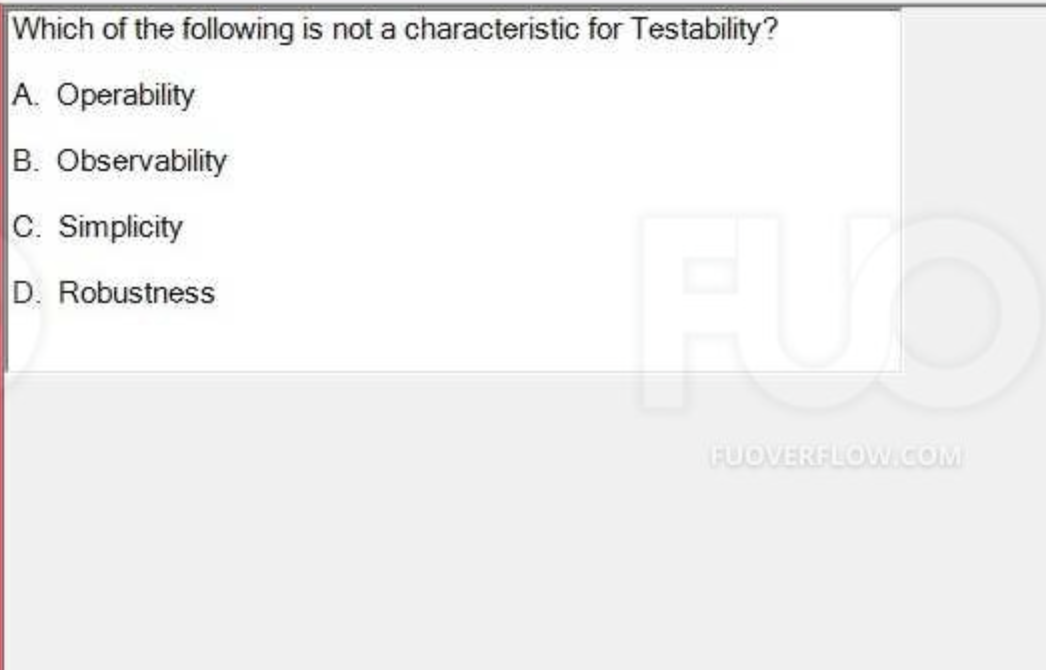 Which of the following is not a characteristic for Testability?
A. Operability
B. Observability
C. Simplicity
D. Robustness
FUO
FUOVERFLOW.COM